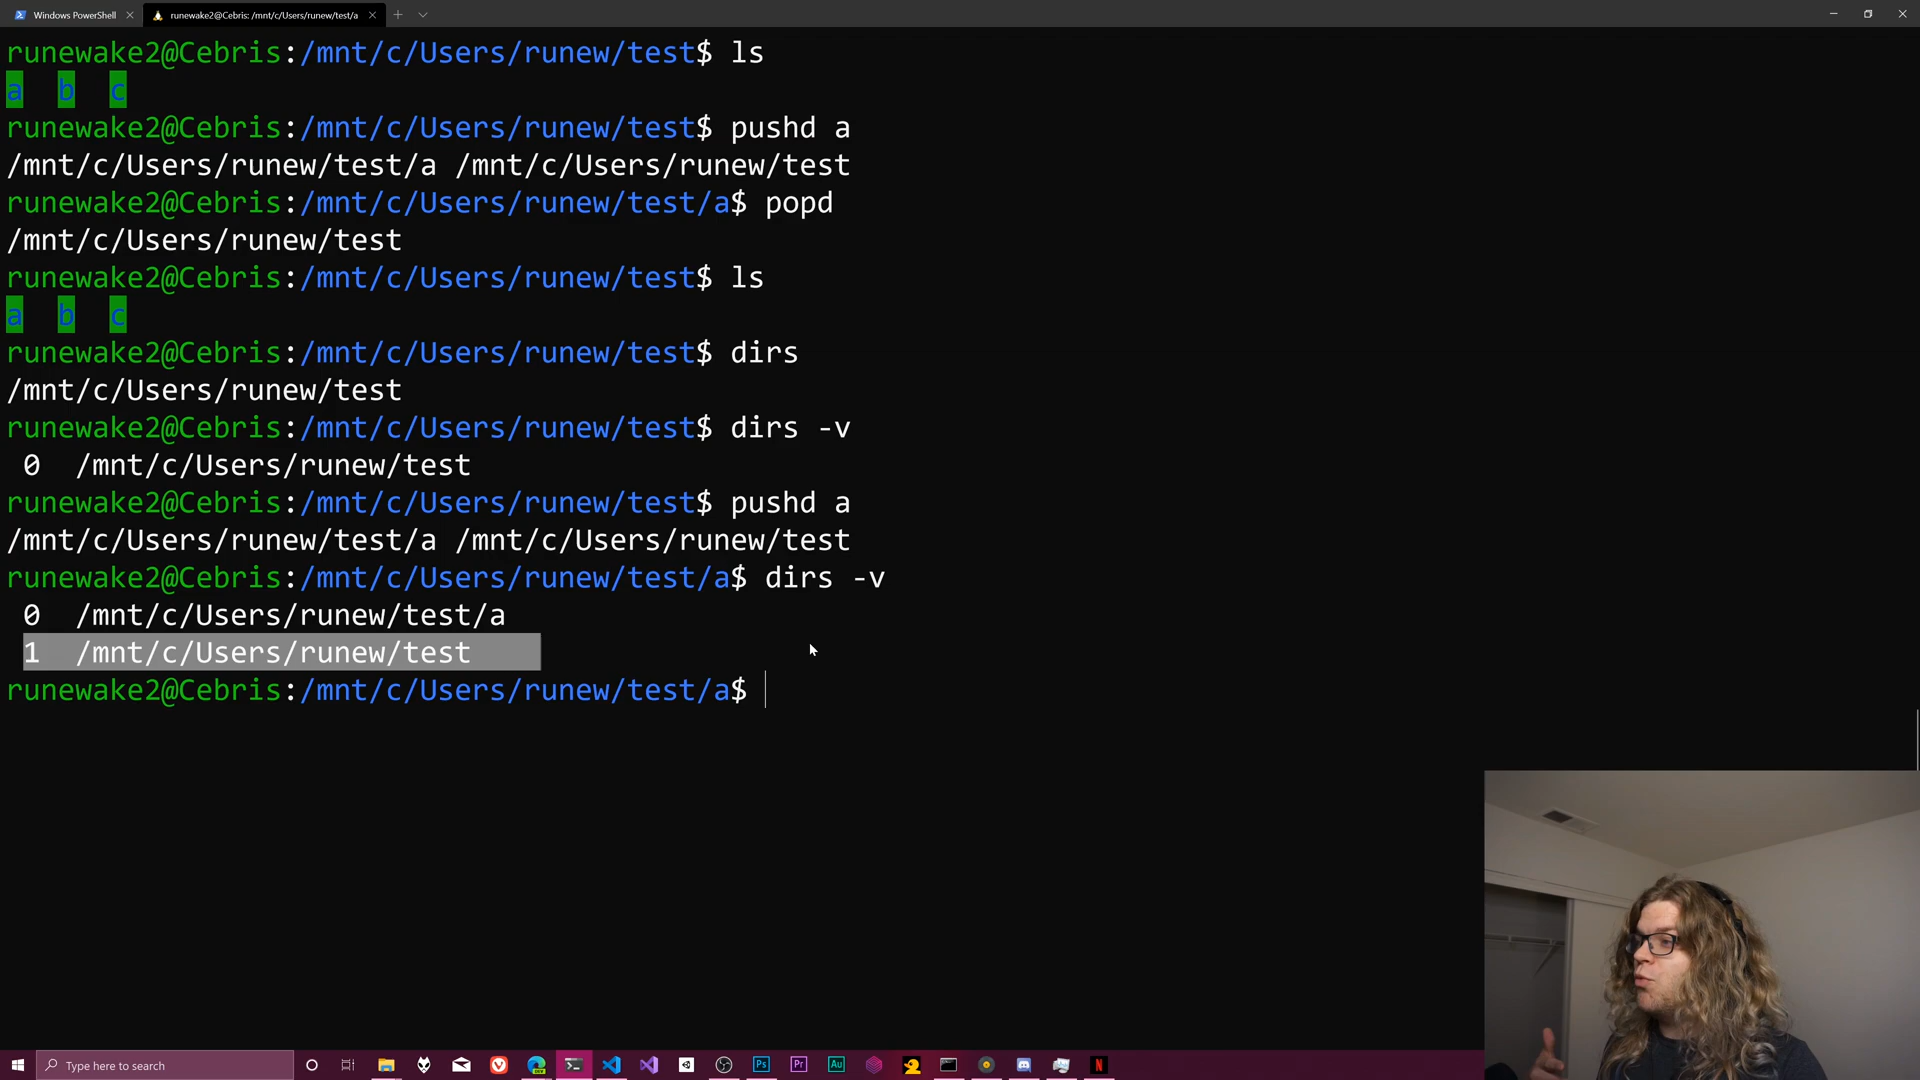 Windows PowerShell
runewake2@Cebris: /mnt/c/Users/runew/test/a
runewake2@Cebris:/mnt/c/Users/runew/test$ ls
a b c
runewake2@Cebris:/mnt/c/Users/runew/test$ pushd a
/mnt/c/Users/runew/test/a /mnt/c/Users/runew/test
runewake2@Cebris:/mnt/c/Users/runew/test/a$ popd
/mnt/c/Users/runew/test
runewake2@Cebris:/mnt/c/Users/runew/test$ ls
a b c
runewake2@Cebris:/mnt/c/Users/runew/test$ dirs
/mnt/c/Users/runew/test
runewake2@Cebris:/mnt/c/Users/runew/test$ dirs -v
0 /mnt/c/Users/runew/test
runewake2@Cebris:/mnt/c/Users/runew/test$ pushd a
/mnt/c/Users/runew/test/a /mnt/c/Users/runew/test
runewake2@Cebris:/mnt/c/Users/runew/test/a$ dirs -v
0 /mnt/c/Users/runew/test/a
1 /mnt/c/Users/runew/test
runewake2@Cebris:/mnt/c/Users/runew/test/a$
Type here to search
Ps
Pr
Au
N